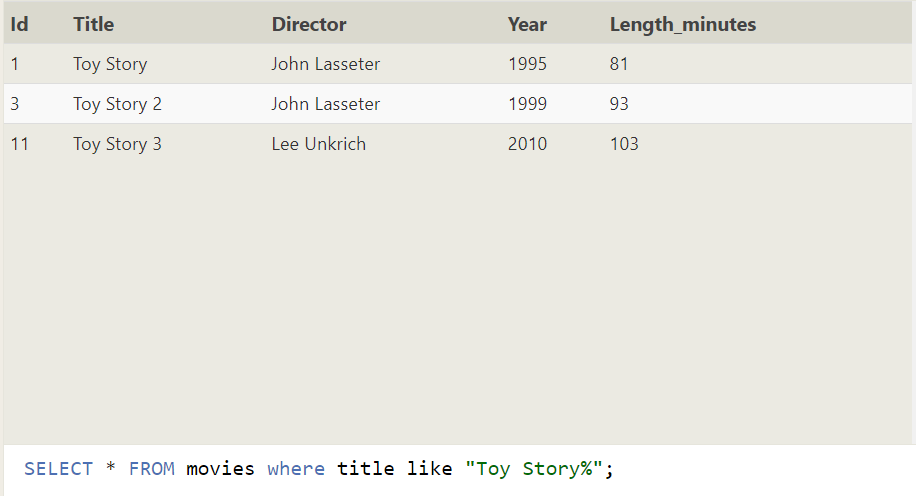 Id Title Director Year Length_minutes
1 Toy Story John Lasseter 1995 81
3 Toy Story 2 John Lasseter 1999 93
11 Toy Story 3 Lee Unkrich 2010 103
SELECT * FROM movies where title like "Toy Story%";